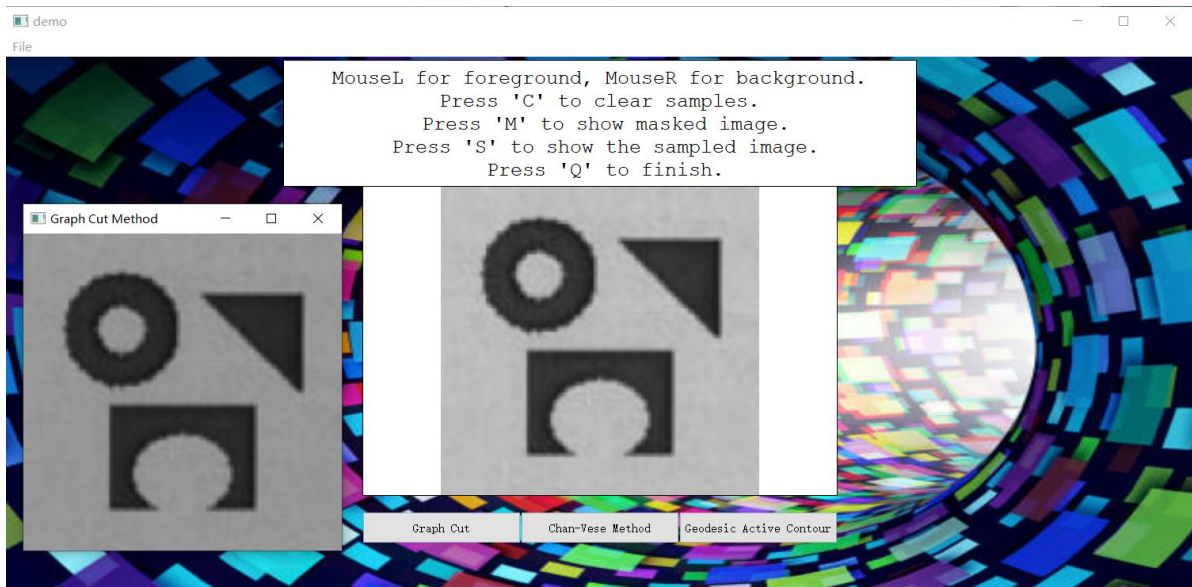 demo
File
MouseL for foreground, MouseR for background.
Press 'C' to clear samples.
Press 'M' to show masked image.
Press 'S' to show the sampled image.
Press 'Q' to finish.
Graph Cut Method
Graph Cut
Chan-Vese Method
Geodesic Active Contour